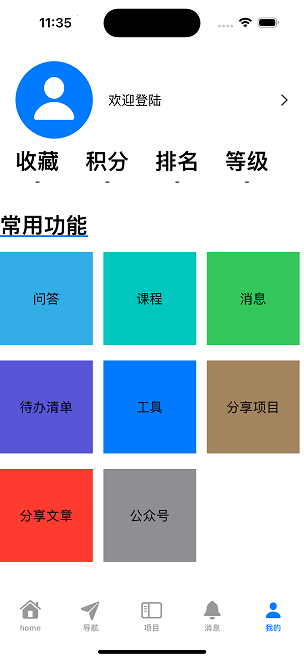 11:35
欢迎登陆
收藏 积分 排名 等级
- - - -
常用功能
问答 课程 消息
待办清单 工具 分享项目
分享文章 公众号
home 导航 项目 消息 我的